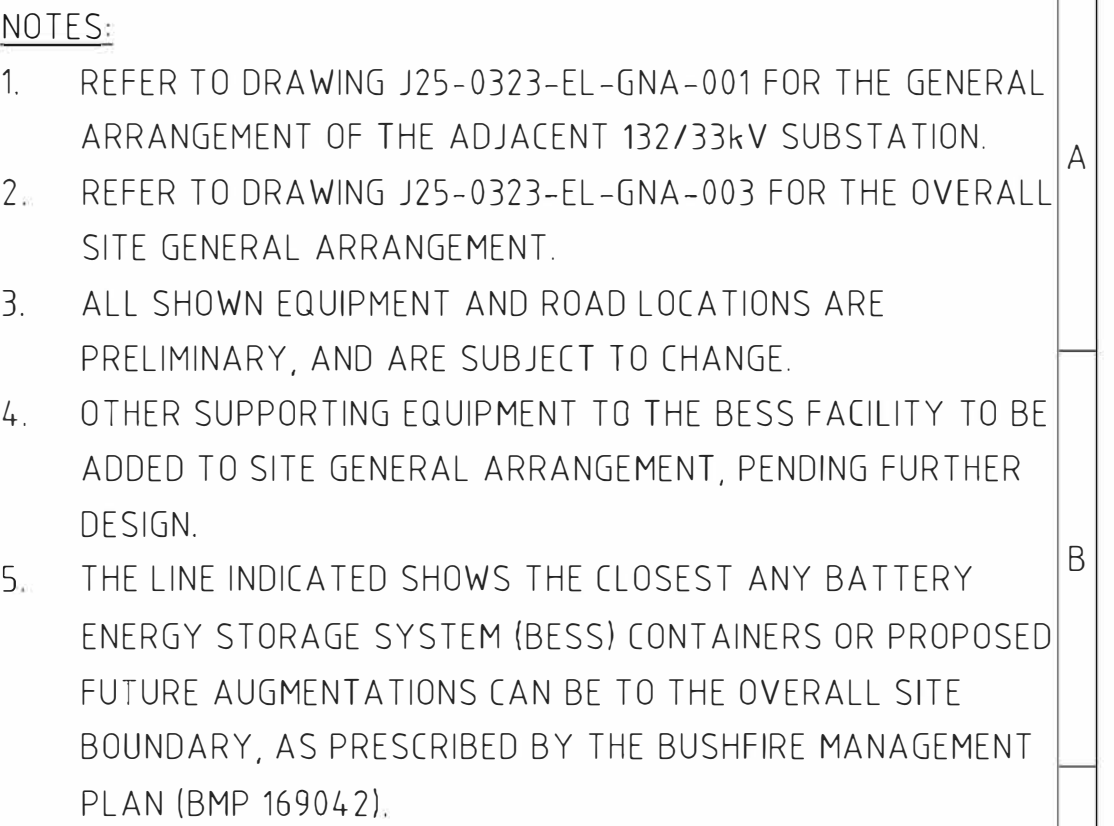 NOTES:
1. REFER TO DRAWING J25-0323-EL-GNA-001 FOR THE GENERAL
ARRANGEMENT OF THE ADJACENT 132/33kV SUBSTATION.
2. REFER TO DRAWING J25-0323-EL-GNA-003 FOR THE OVERALL
SITE GENERAL ARRANGEMENT.
3. ALL SHOWN EQUIPMENT AND ROAD LOCATIONS ARE
PRELIMINARY, AND ARE SUBJECT TO CHANGE.
4. OTHER SUPPORTING EQUIPMENT TO THE BESS FACILITY TO BE
ADDED TO SITE GENERAL ARRANGEMENT, PENDING FURTHER
DESIGN.
5. THE LINE INDICATED SHOWS THE CLOSEST ANY BATTERY
ENERGY STORAGE SYSTEM (BESS) CONTAINERS OR PROPOSED
FUTURE AUGMENTATIONS CAN BE TO THE OVERALL SITE
BOUNDARY, AS PRESCRIBED BY THE BUSHFIRE MANAGEMENT
PLAN (BMP 169042).
A
B